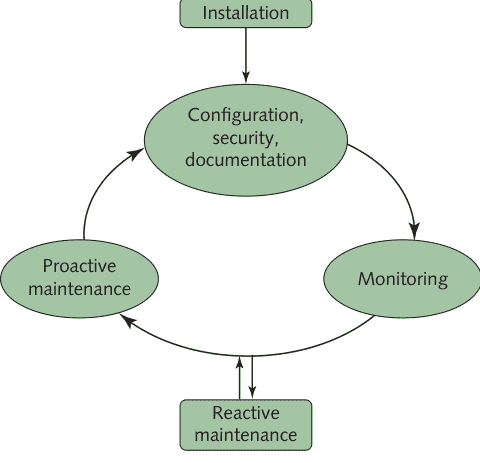 Installation
Configuration,
security,
documentation
Proactive
maintenance
Monitoring
Reactive
maintenance